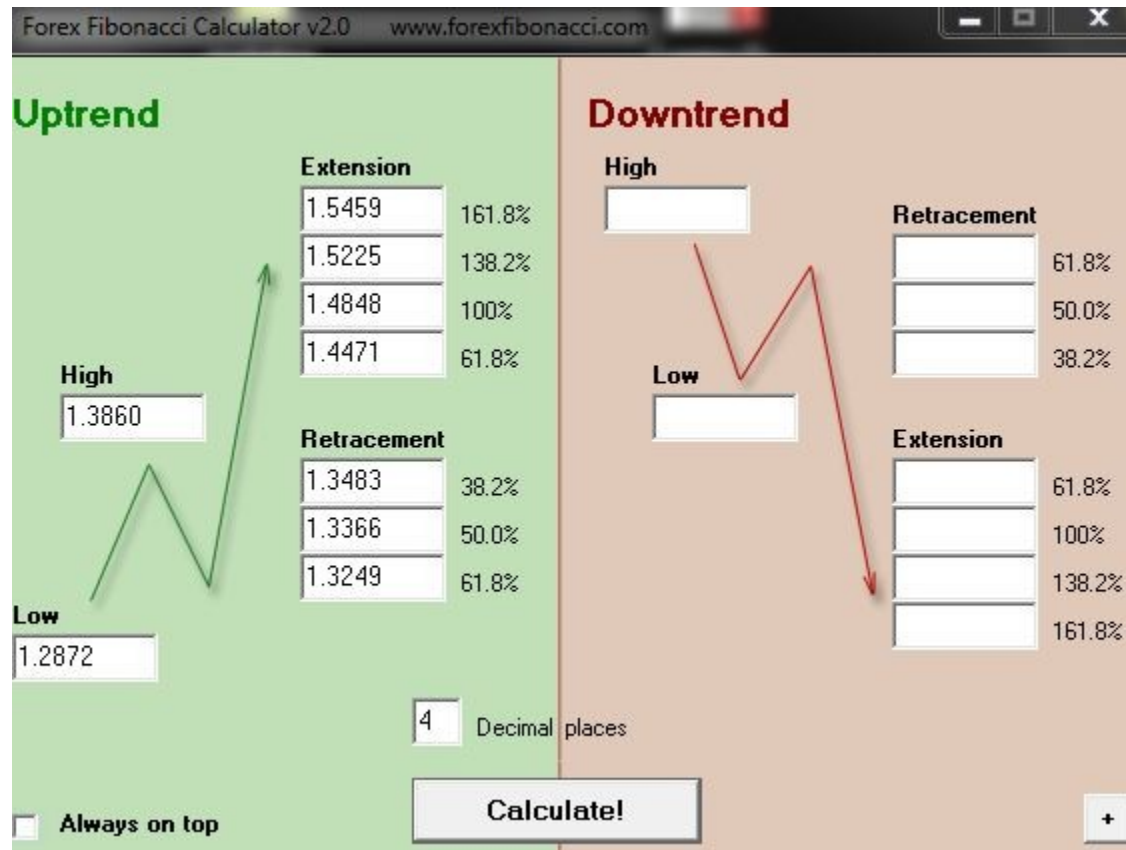 Forex Fibonacci Calculator v2.0 www.forexfibonacci.com
Uptrend
Extension
1.5459 161.8%
1.5225 138.2%
1.4848 100%
1.4471 61.8%
High
1.3860
Retracement
1.3483 38.2%
1.3366 50.0%
1.3249 61.8%
Low
1.2872
Downtrend
High
Retracement
61.8%
50.0%
38.2%
Low
Extension
61.8%
100%
138.2%
161.8%
4 Decimal places
Calculate!
Always on top
+